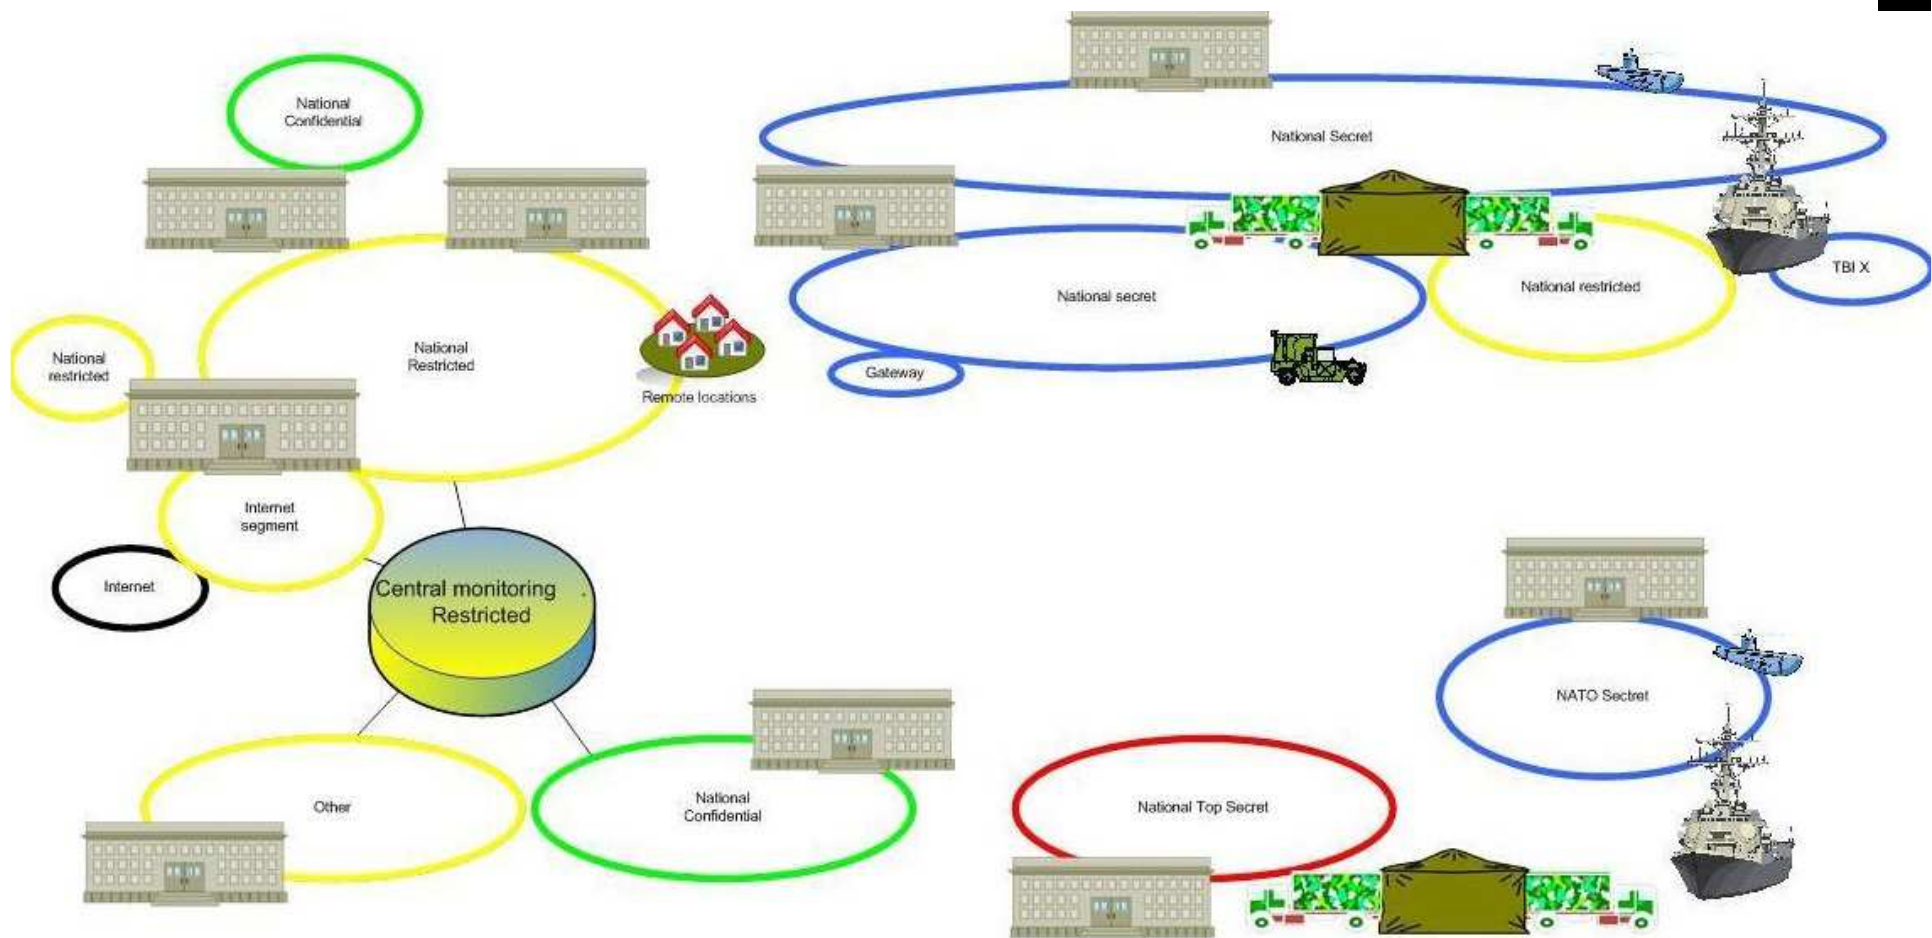 National
Confidential
National Secret
National
restricted
National
Restricted
Remote locations
National secret
National restricted
TBI X
Gateway
Internet
segment
Internet
Central monitoring
Restricted
NATO Sectret
Other
National
Confidential
National Top Secret